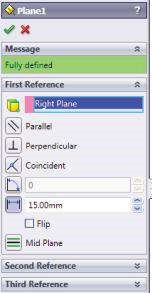 Plane1 ?
Message
Fully defined
First Reference
Right Plane
Parallel
Perpendicular
Coincident
0
15.00mm
Flip
Mid Plane
Second Reference
Third Reference